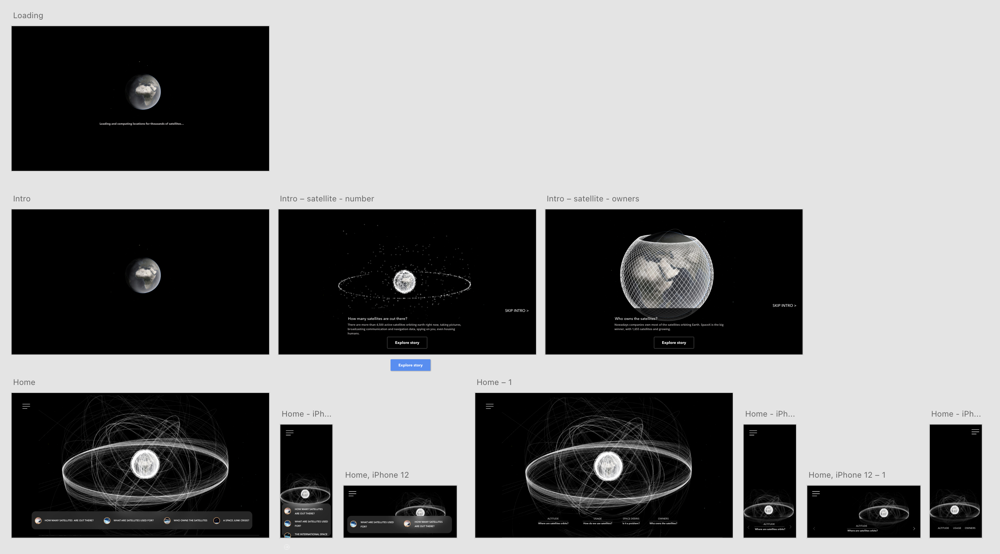 Loading
Loading and computing locations for thousands of satellites...
Intro
Intro – satellite - number
Intro – satellite - owners
SKIP INTRO >
How many satellites are out there?
There are more than 4,500 active satellites orbiting earth right now, taking pictures,
broadcasting communication and navigation data, spying on you, even housing
humans.
Explore story
SKIP INTRO >
Who owns the satellites?
Nowadays companies own most of the satellites orbiting Earth. SpaceX is the big
winner, with 1,655 satellites and growing.
Explore story
Explore story
Home
HOW MANY SATELLITES ARE OUT THERE?
WHAT ARE SATELLITES USED FOR?
WHO OWNS THE SATELLITES
A SPACE JUNK CRISIS?
Home - iPh...
HOW MANY SATELLITES
ARE OUT THERE?
WHAT ARE SATELLITES USED
FOR?
THE INTERNATIONAL SPACE
Home, iPhone 12
WHAT ARE SATELLITES USED
FOR?
HOW MANY SATELLITES
ARE OUT THERE?
Home – 1
ALTITUDE
Where are satellites orbits?
USAGE
How do we use satellites?
SPACE DEBRIS
Is it a problem?
OWNERS
Who owns the satellites?
Home - iPh...
ALTITUDE
Where are satellites orbits?
Home, iPhone 12 – 1
ALTITUDE
Where are satellites orbits?
Home - iPh...
ALTITUDE USAGE OWNERS